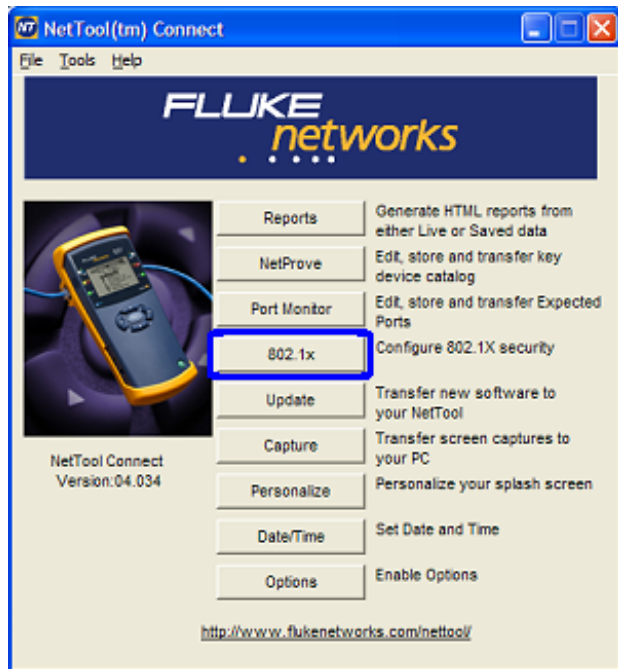 NetTool(tm) Connect
File Tools Help
FLUKE
networks
Reports
Generate HTML reports from
either Live or Saved data
NetProve
Edit, store and transfer key
device catalog
Port Monitor
Edit, store and transfer Expected
Ports
802.1x
Configure 802.1X security
Update
Transfer new software to
your NetTool
Capture
Transfer screen captures to
your PC
NetTool Connect
Version:04.034
Personalize
Personalize your splash screen
Date/Time
Set Date and Time
Options
Enable Options
http://www.flukenetworks.com/nettool/